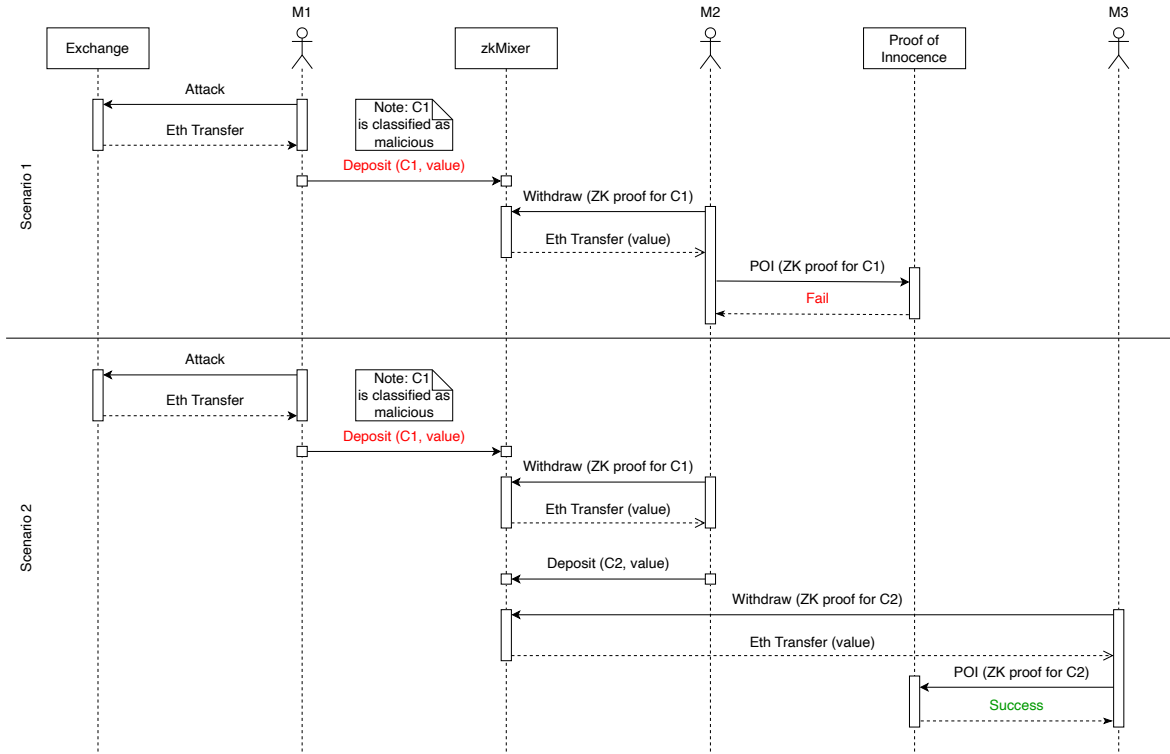 M1
M2
M3
Exchange
zkMixer
Proof of
Innocence
Scenario 1
Attack
Eth Transfer
Note: C1
is classified as
malicious
Deposit (C1, value)
Withdraw (ZK proof for C1)
Eth Transfer (value)
POI (ZK proof for C1)
Fail
Scenario 2
Attack
Eth Transfer
Note: C1
is classified as
malicious
Deposit (C1, value)
Withdraw (ZK proof for C1)
Eth Transfer (value)
Deposit (C2, value)
Withdraw (ZK proof for C2)
Eth Transfer (value)
POI (ZK proof for C2)
Success